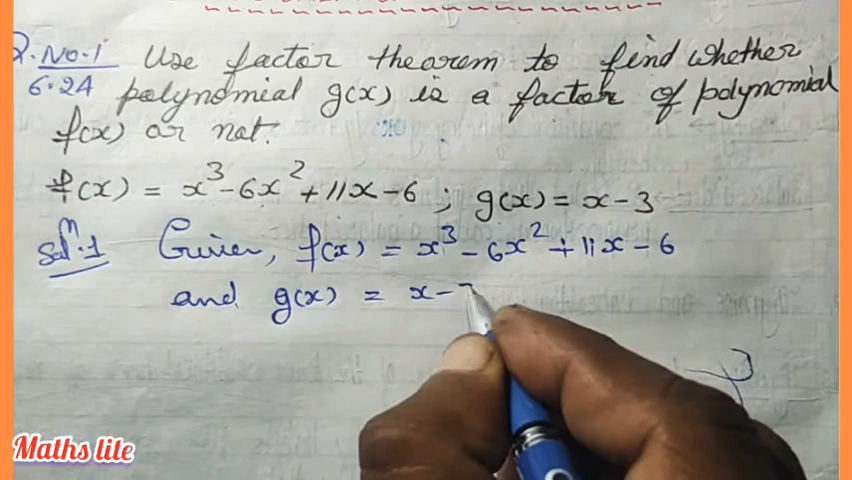 Q.No.1 Use factor theorem to find whether
6.24 polynomial g(x) is a factor of polynomial
f(x) or not.
f(x) = x³-6x²+11x-6 ; g(x) = x-3
Solⁿ.1 Given, f(x) = x³-6x²+11x-6
and g(x) = x-
Maths lite